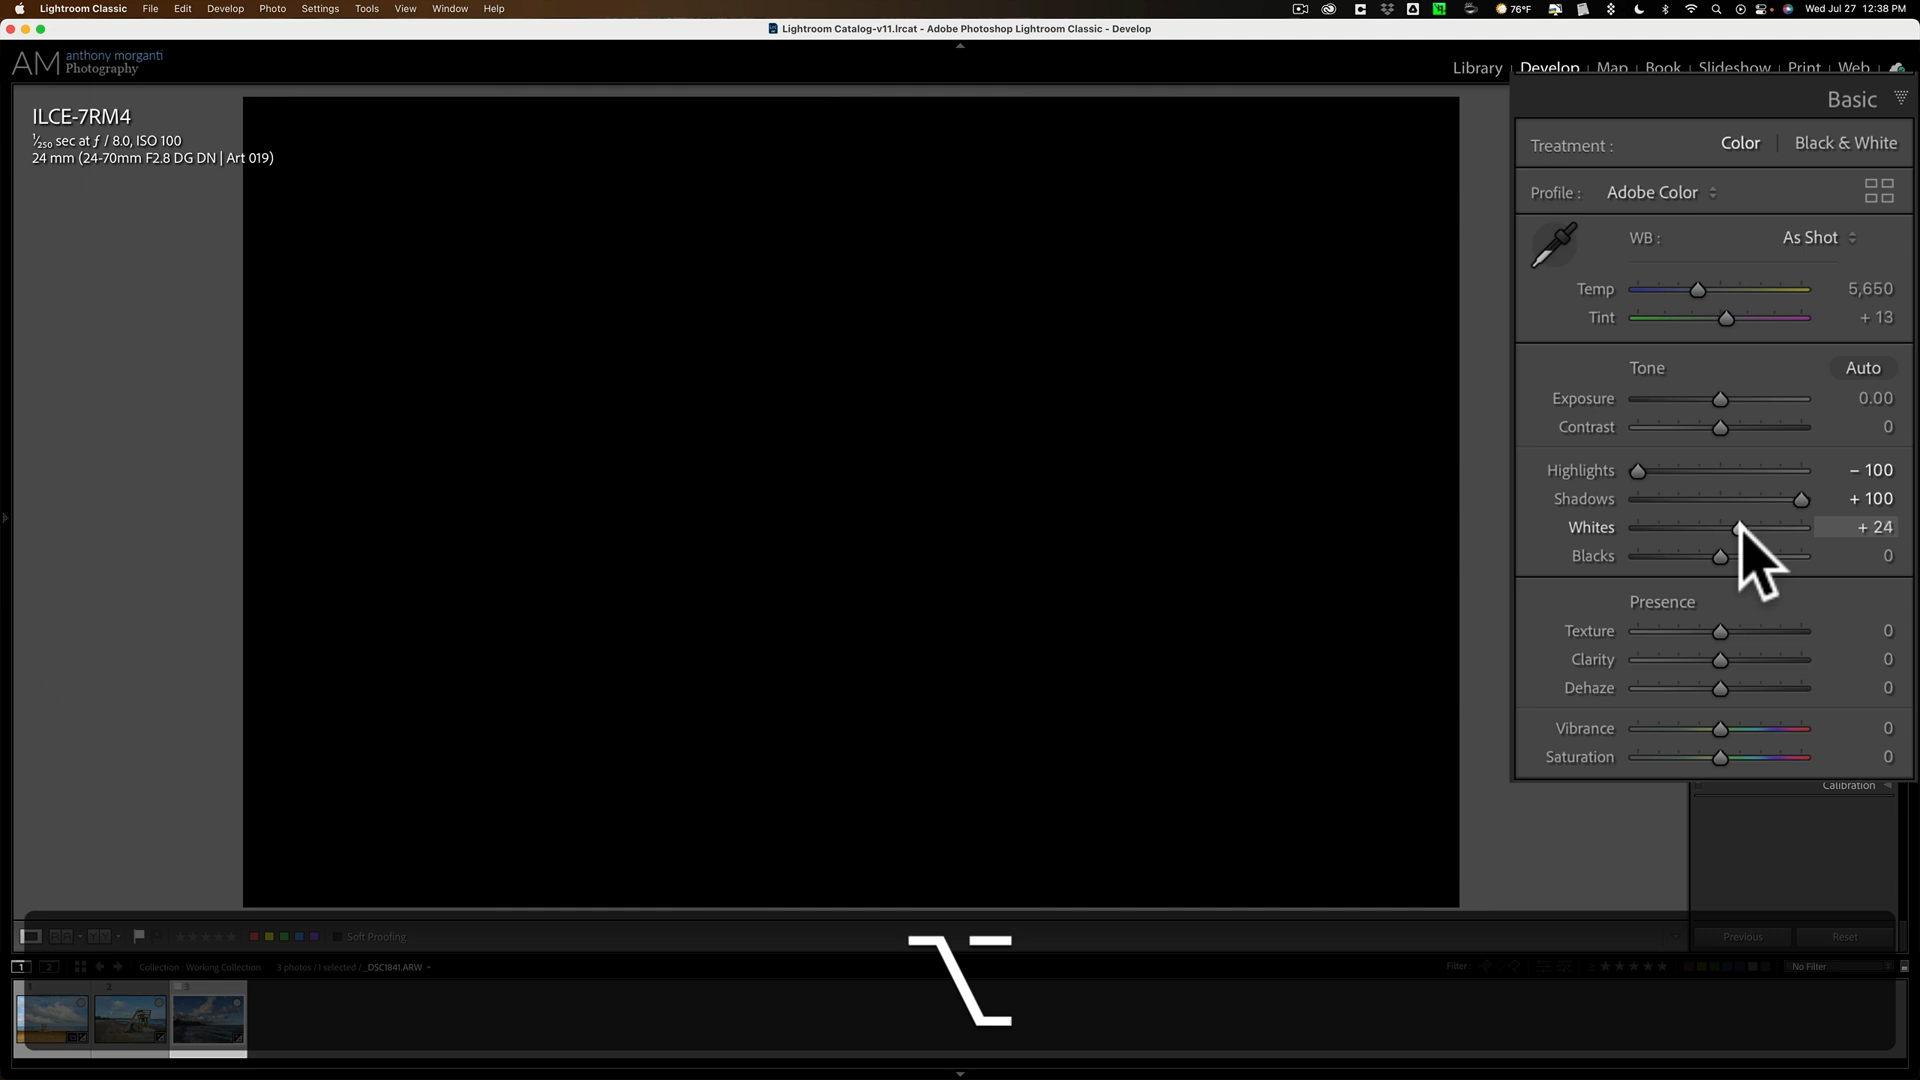 Lightroom Classic File Edit Develop Photo Settings Tools View Window Help 76°F Wed Jul 27 12:38 PM
Lightroom Catalog-v11.lrcat - Adobe Photoshop Lightroom Classic - Develop
AM anthony morganti
Photography
Library | Develop | Map | Book | Slideshow | Print | Web
ILCE-7RM4
1/250 sec at ƒ / 8.0, ISO 100
24 mm (24-70mm F2.8 DG DN | Art 019)
Basic
Treatment : Color | Black & White
Profile : Adobe Color
WB : As Shot
Temp 5,650
Tint + 13
Tone Auto
Exposure 0.00
Contrast 0
Highlights – 100
Shadows + 100
Whites + 24
Blacks 0
Presence
Texture 0
Clarity 0
Dehaze 0
Vibrance 0
Saturation 0
Calibration
Soft Proofing
Previous Reset
1 2 Collection : Working Collection 3 photos / 1 selected / _DSC1841.ARW Filter : No Filter
1 2 3